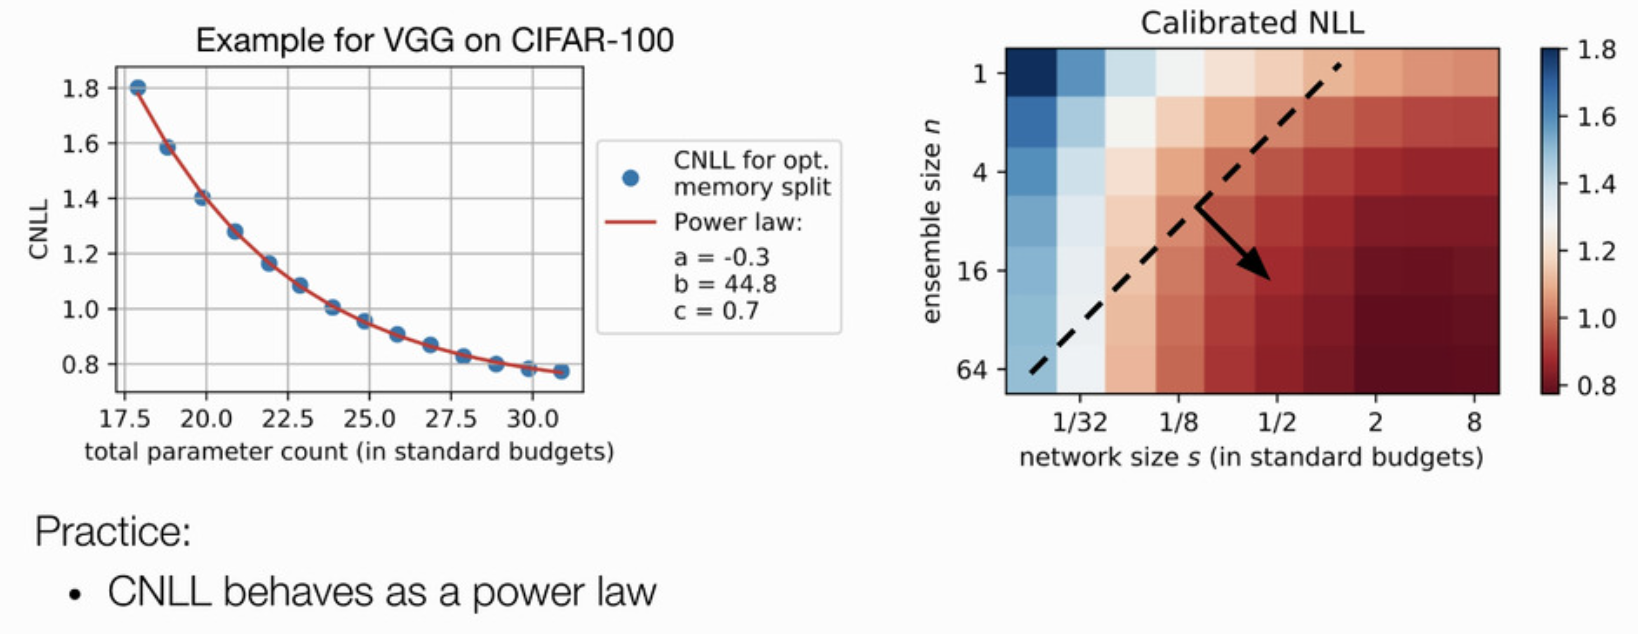 Example for VGG on CIFAR-100
CNLL
1.8
1.6
1.4
1.2
1.0
0.8
17.5 20.0 22.5 25.0 27.5 30.0
total parameter count (in standard budgets)
CNLL for opt.
memory split
Power law:
a = -0.3
b = 44.8
c = 0.7
Calibrated NLL
ensemble size n
1
4
16
64
1/32 1/8 1/2 2 8
network size s (in standard budgets)
1.8
1.6
1.4
1.2
1.0
0.8
Practice:
• CNLL behaves as a power law